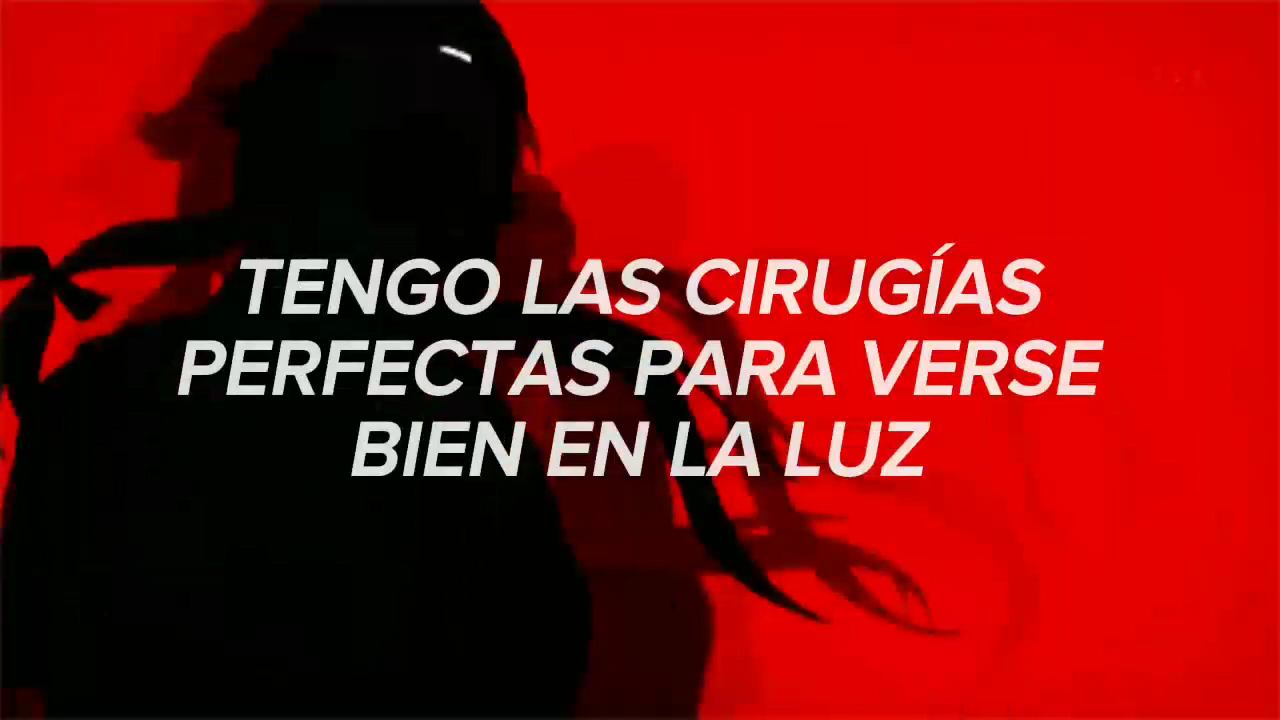 TENGO LAS CIRUGÍAS
PERFECTAS PARA VERSE
BIEN EN LA LUZ